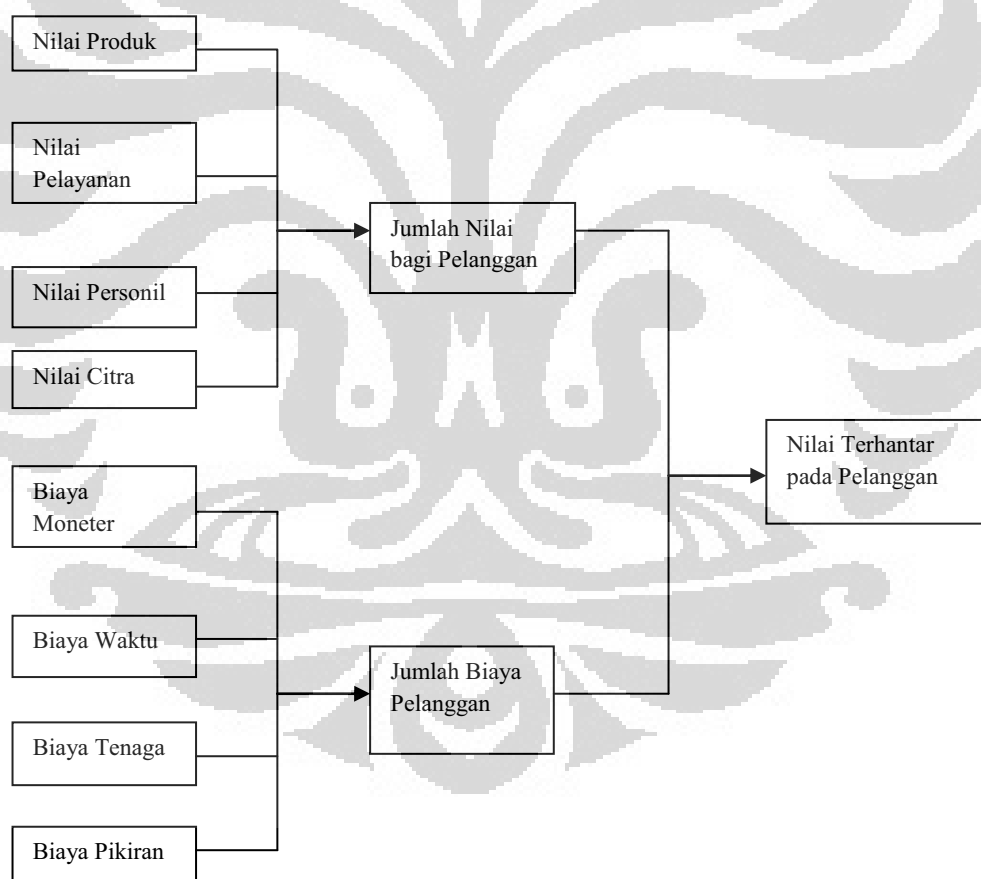 Nilai Produk
Nilai
Pelayanan
Nilai Personil
Nilai Citra
Jumlah Nilai
bagi Pelanggan
Biaya
Moneter
Biaya Waktu
Biaya Tenaga
Biaya Pikiran
Jumlah Biaya
Pelanggan
Nilai Terhantar
pada Pelanggan